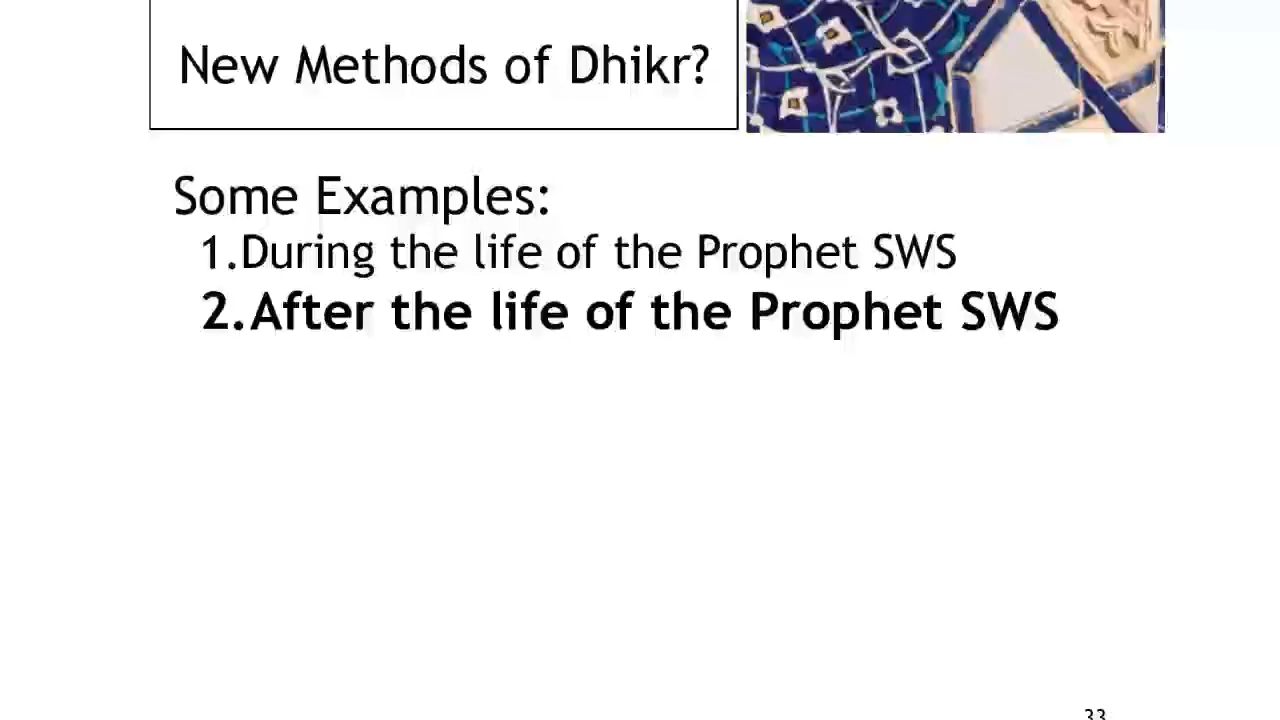 New Methods of Dhikr?
Some Examples:
1.During the life of the Prophet SWS
2.After the life of the Prophet SWS
33